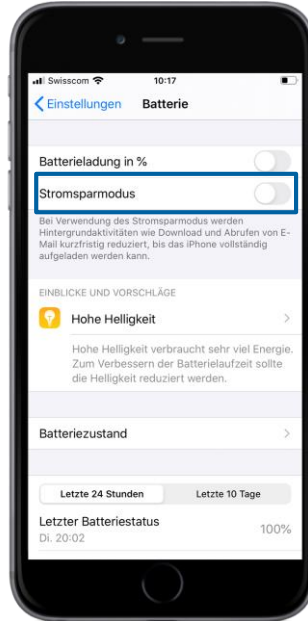 Swisscom 10:17
Einstellungen Batterie
Batterieladung in %
Stromsparmodus
Bei Verwendung des Stromsparmodus werden
Hintergrundaktivitäten wie Download und Abrufen von E-
Mail kurzfristig reduziert, bis das iPhone vollständig
aufgeladen werden kann.
EINBLICKE UND VORSCHLÄGE
Hohe Helligkeit
Hohe Helligkeit verbraucht sehr viel Energie.
Zum Verbessern der Batterielaufzeit sollte
die Helligkeit reduziert werden.
Batteriezustand
Letzte 24 Stunden Letzte 10 Tage
Letzter Batteriestatus 100%
Di. 20:02